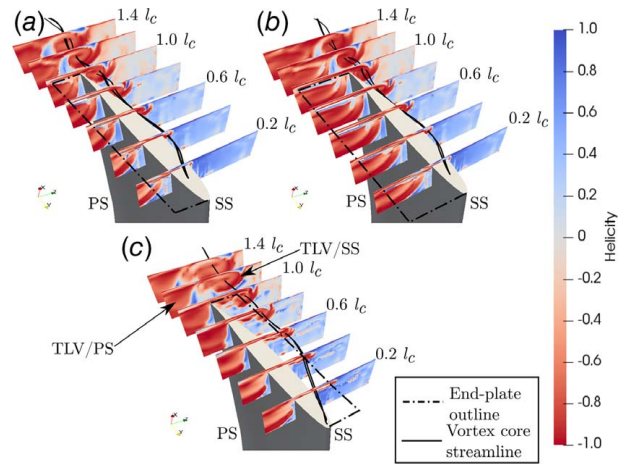 (a)
1.4 l_c
1.0 l_c
0.6 l_c
0.2 l_c
PS
SS
(b)
1.4 l_c
1.0 l_c
0.6 l_c
0.2 l_c
PS
SS
(c)
1.4 l_c
TLV/SS
1.0 l_c
0.6 l_c
TLV/PS
0.2 l_c
PS
SS
End-plate
outline
Vortex core
streamline
1.0
0.8
0.6
0.4
0.2
0
-0.2
-0.4
-0.6
-0.8
-1.0
Helicity